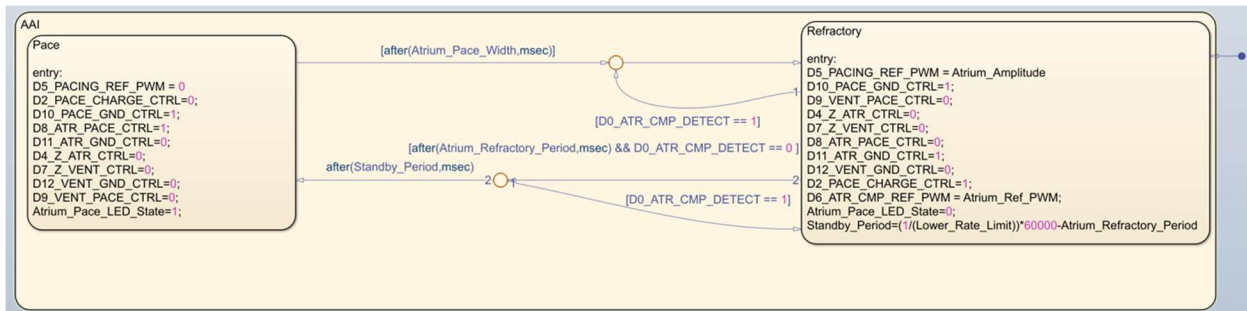 AAI
Pace
entry:
D5_PACING_REF_PWM = 0
D2_PACE_CHARGE_CTRL=0;
D10_PACE_GND_CTRL=1;
D8_ATR_PACE_CTRL=1;
D11_ATR_GND_CTRL=0;
D4_Z_ATR_CTRL=0;
D7_Z_VENT_CTRL=0;
D12_VENT_GND_CTRL=0;
D9_VENT_PACE_CTRL=0;
Atrium_Pace_LED_State=1;
[after(Atrium_Pace_Width,msec)]
1
[D0_ATR_CMP_DETECT == 1]
[after(Atrium_Refractory_Period,msec) && D0_ATR_CMP_DETECT == 0 ]
after(Standby_Period,msec)
2
1
2
[D0_ATR_CMP_DETECT == 1]
Refractory
entry:
D5_PACING_REF_PWM = Atrium_Amplitude
D10_PACE_GND_CTRL=1;
D9_VENT_PACE_CTRL=0;
D4_Z_ATR_CTRL=0;
D7_Z_VENT_CTRL=0;
D8_ATR_PACE_CTRL=0;
D11_ATR_GND_CTRL=1;
D12_VENT_GND_CTRL=0;
D2_PACE_CHARGE_CTRL=1;
D6_ATR_CMP_REF_PWM = Atrium_Ref_PWM;
Atrium_Pace_LED_State=0;
Standby_Period=(1/(Lower_Rate_Limit))*60000-Atrium_Refractory_Period